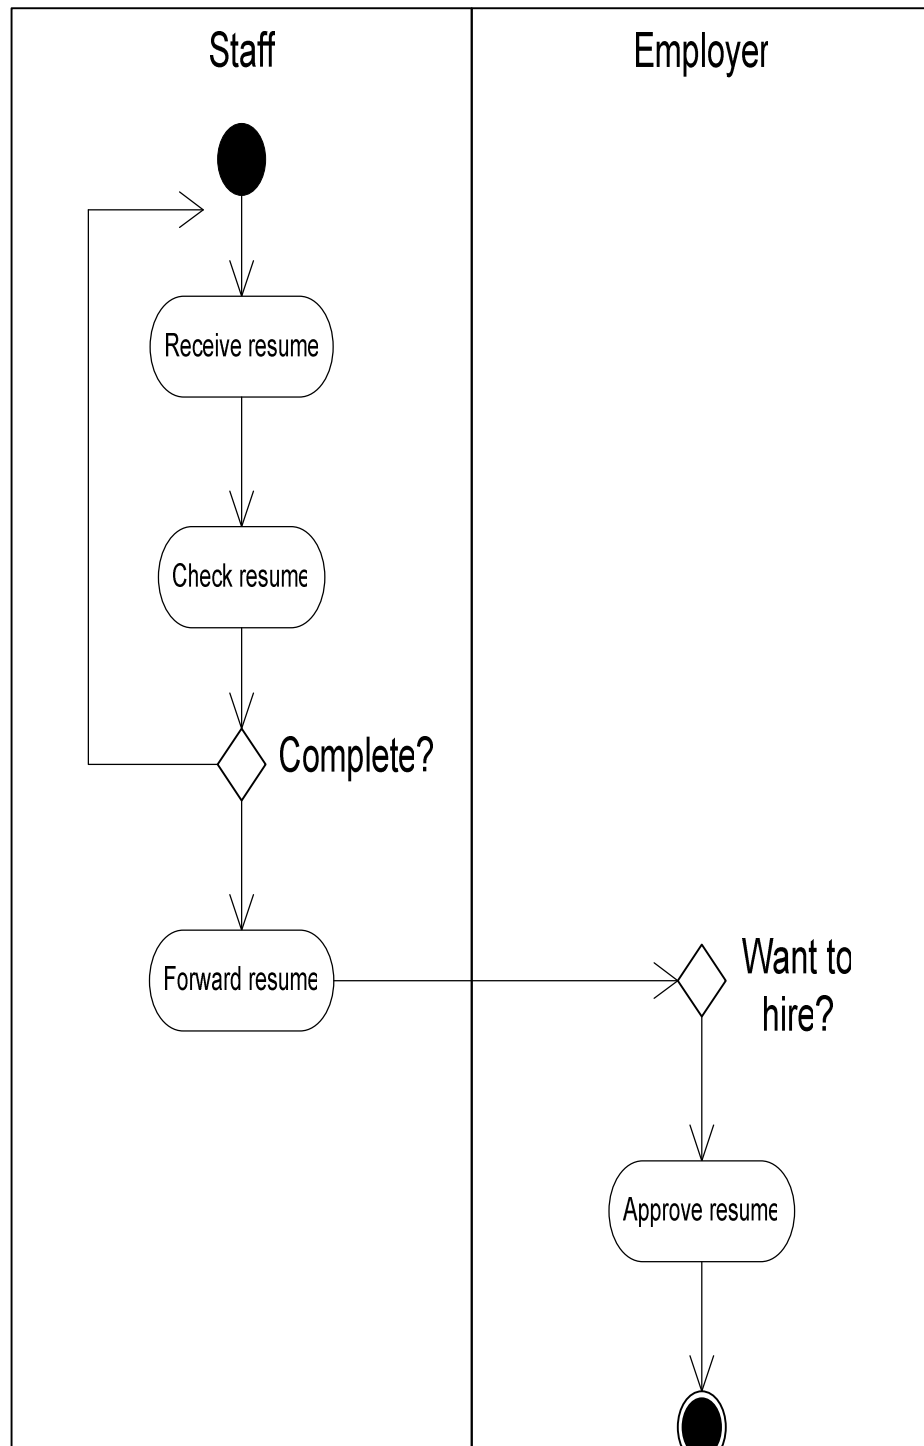 Staff
Employer
Receive resume
Check resume
Complete?
Forward resume
Want to
hire?
Approve resume